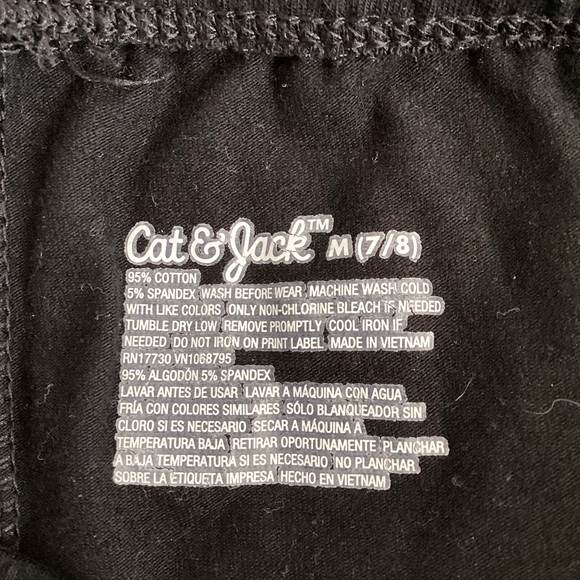 Cat & Jack™ M (7/8)
95% COTTON
5% SPANDEX WASH BEFORE WEAR MACHINE WASH COLD
WITH LIKE COLORS ONLY NON-CHLORINE BLEACH IF NEEDED
TUMBLE DRY LOW REMOVE PROMPTLY COOL IRON IF
NEEDED DO NOT IRON ON PRINT LABEL MADE IN VIETNAM
RN17730 VN1068795
95% ALGODÓN 5% SPANDEX
LAVAR ANTES DE USAR LAVAR A MÁQUINA CON AGUA
FRÍA CON COLORES SIMILARES SÓLO BLANQUEADOR SIN
CLORO SI ES NECESARIO SECAR A MÁQUINA A
TEMPERATURA BAJA RETIRAR OPORTUNAMENTE PLANCHAR
A BAJA TEMPERATURA SI ES NECESARIO NO PLANCHAR
SOBRE LA ETIQUETA IMPRESA HECHO EN VIETNAM